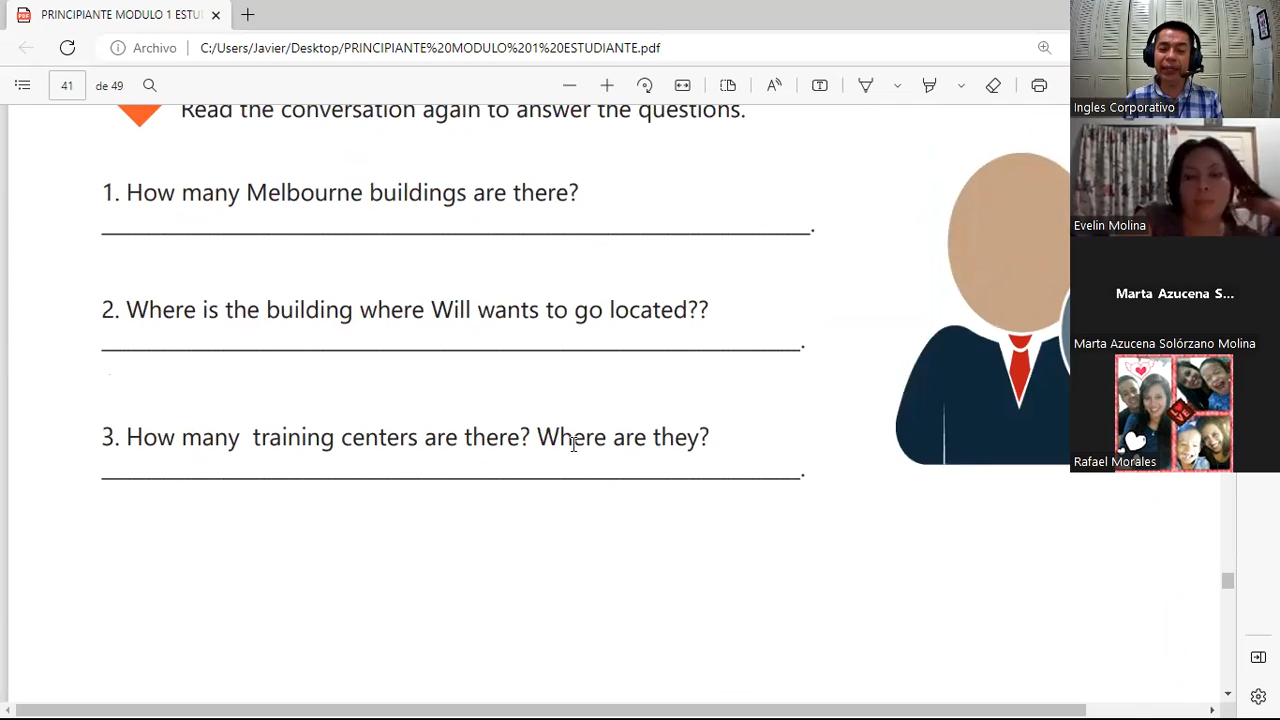 PRINCIPIANTE MODULO 1 ESTU
Archivo
C:/Users/Javier/Desktop/PRINCIPIANTE%20MODULO%201%20ESTUDIANTE.pdf
41 de 49
Read the conversation again to answer the questions.
1. How many Melbourne buildings are there?
2. Where is the building where Will wants to go located??
3. How many training centers are there? Where are they?
Ingles Corporativo
Evelin Molina
Marta Azucena S...
Marta Azucena Solórzano Molina
LOVE
Rafael Morales